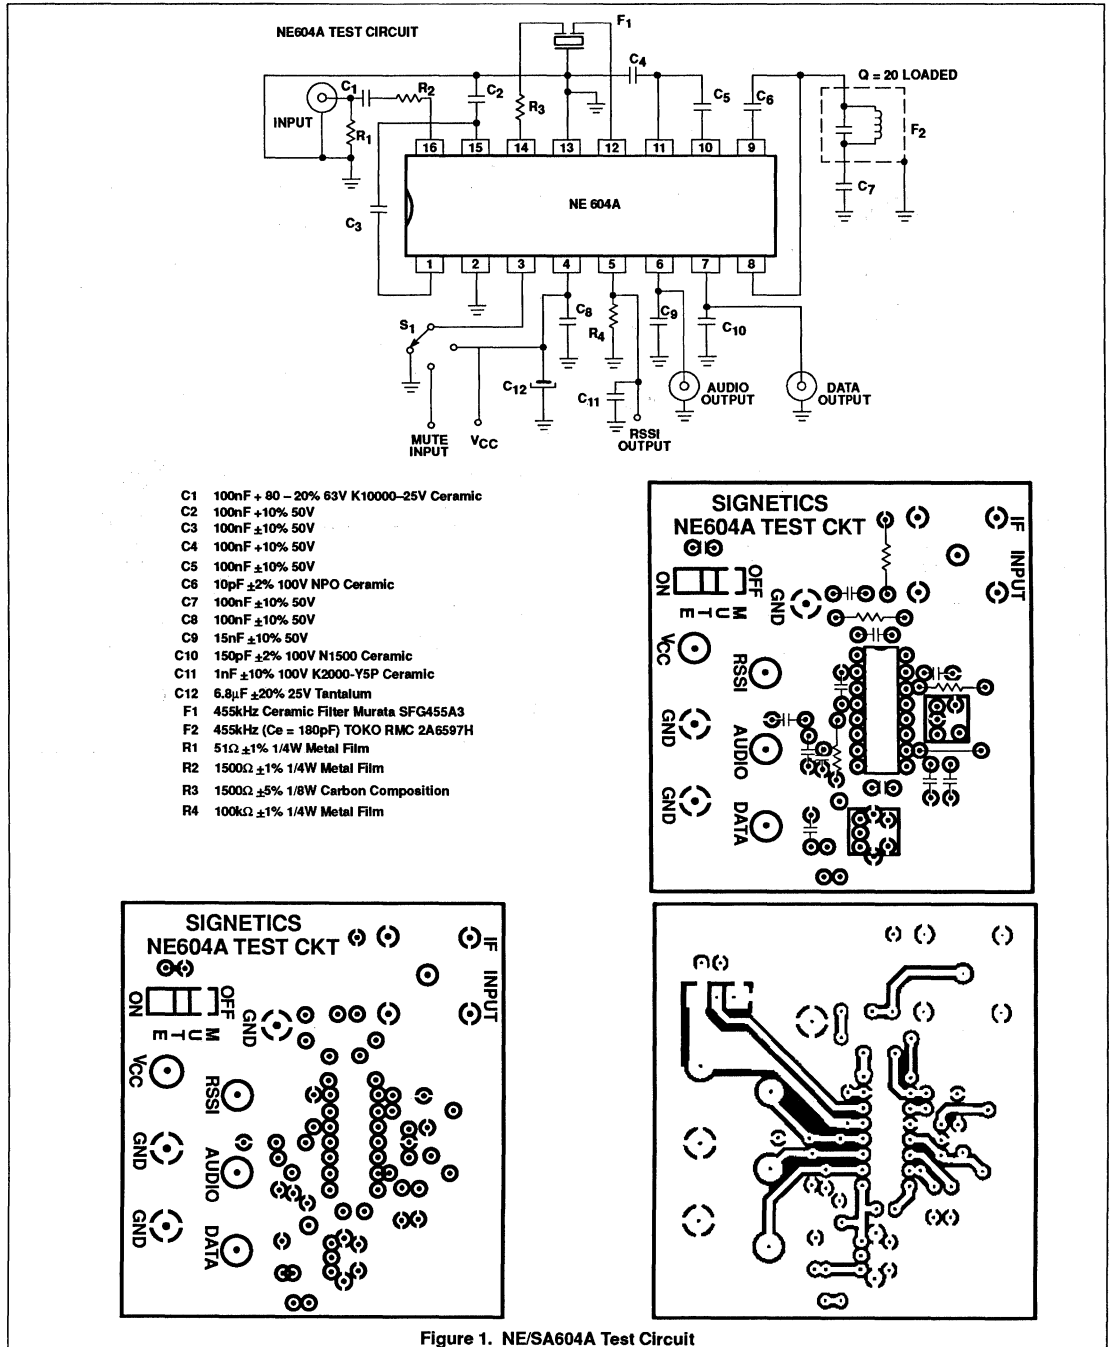 NE604A TEST CIRCUIT
F1
C4
Q = 20 LOADED
C1
R2
C2
R3
C5
C6
F2
INPUT
R1
16 15 14 13 12 11 10 9
C7
C3
NE 604A
1 2 3 4 5 6 7 8
S1
C8
R4
C9
C10
C12
C11
AUDIO OUTPUT
DATA OUTPUT
MUTE INPUT
VCC
RSSI OUTPUT
C1 100nF + 80 – 20% 63V K10000–25V Ceramic
C2 100nF +10% 50V
C3 100nF ±10% 50V
C4 100nF +10% 50V
C5 100nF ±10% 50V
C6 10pF ±2% 100V NPO Ceramic
C7 100nF ±10% 50V
C8 100nF ±10% 50V
C9 15nF ±10% 50V
C10 150pF ±2% 100V N1500 Ceramic
C11 1nF ±10% 100V K2000-Y5P Ceramic
C12 6.8µF ±20% 25V Tantalum
F1 455kHz Ceramic Filter Murata SFG455A3
F2 455kHz (Ce = 180pF) TOKO RMC 2A6597H
R1 51Ω ±1% 1/4W Metal Film
R2 1500Ω ±1% 1/4W Metal Film
R3 1500Ω ±5% 1/8W Carbon Composition
R4 100kΩ ±1% 1/4W Metal Film
SIGNETICS
NE604A TEST CKT
IF INPUT
ON
OFF
MUTE
GND
VCC
RSSI
GND
AUDIO
GND
DATA
SIGNETICS
NE604A TEST CKT
IF INPUT
ON
OFF
MUTE
GND
VCC
RSSI
GND
AUDIO
GND
DATA
Figure 1. NE/SA604A Test Circuit